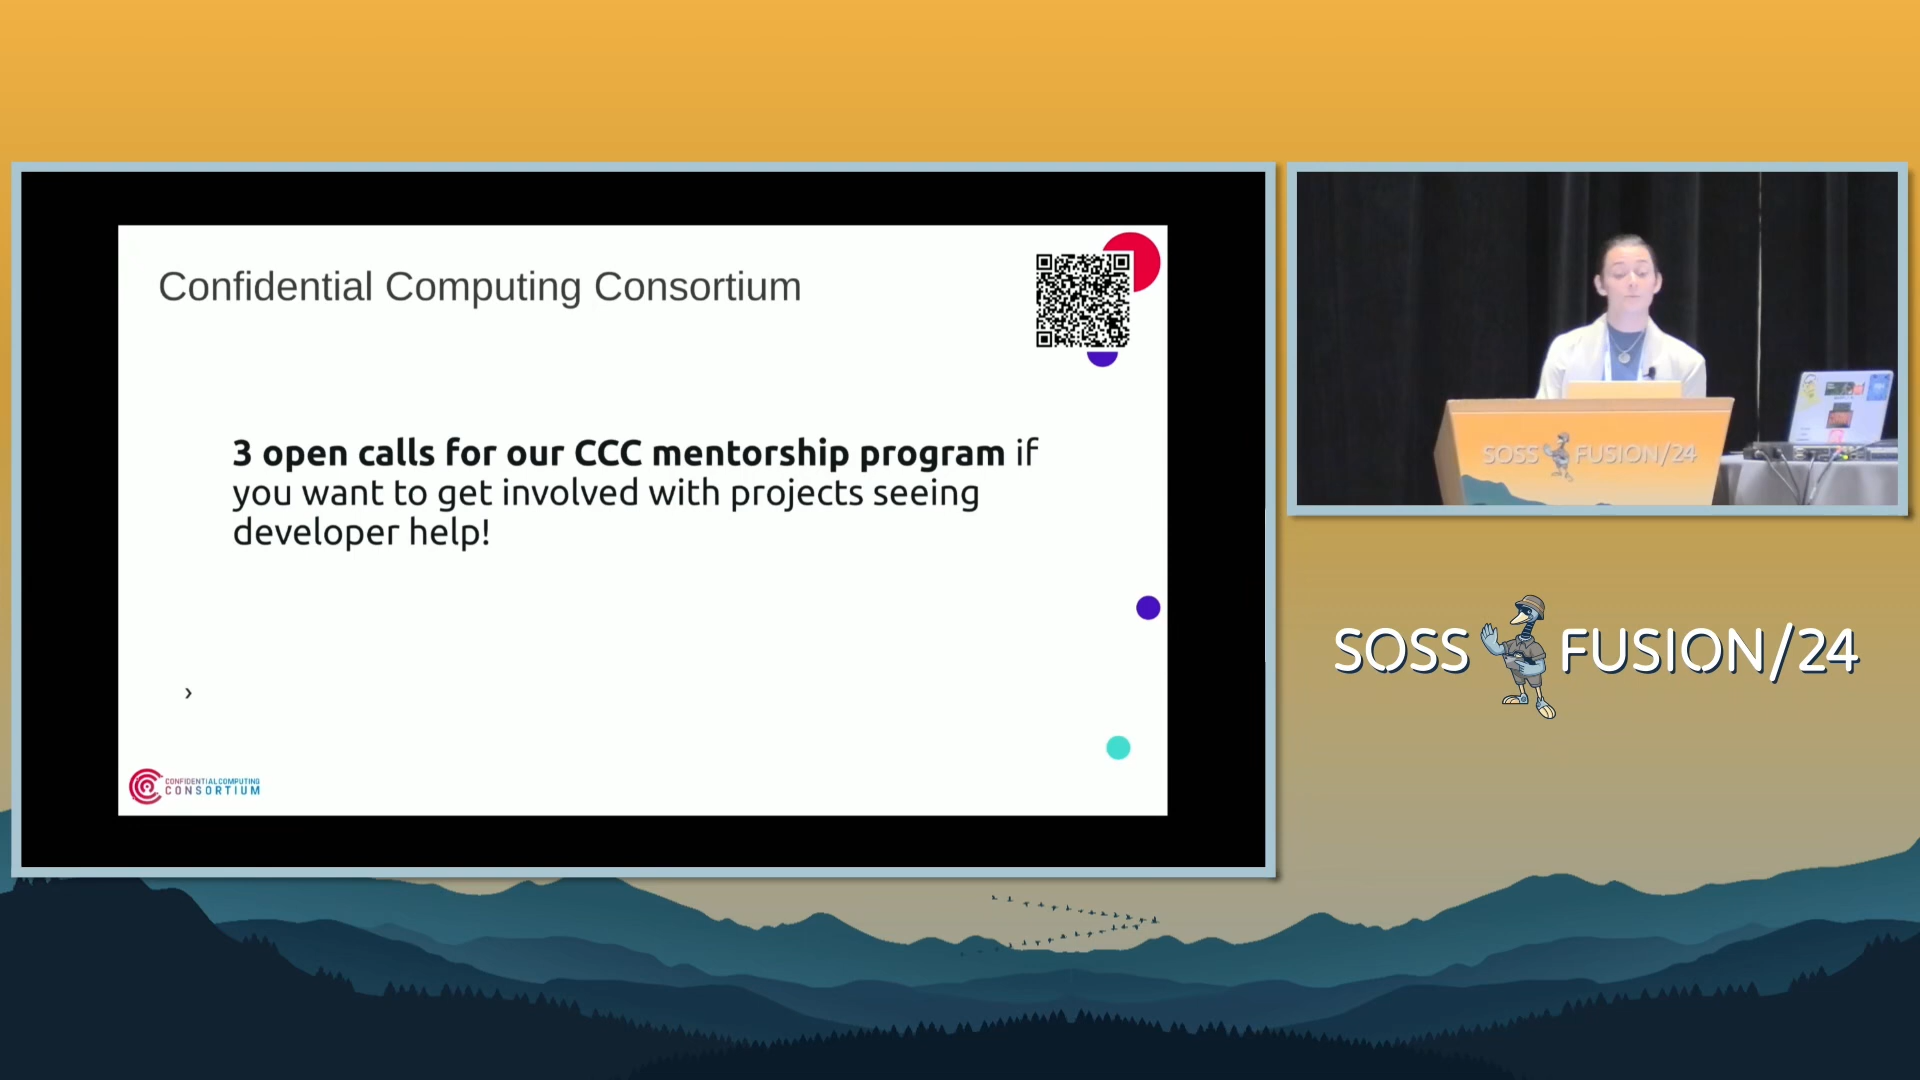 Confidential Computing Consortium
3 open calls for our CCC mentorship program if
you want to get involved with projects seeing
developer help!
›
CONFIDENTIAL COMPUTING
CONSORTIUM
SOSS FUSION/24
SOSS FUSION/24